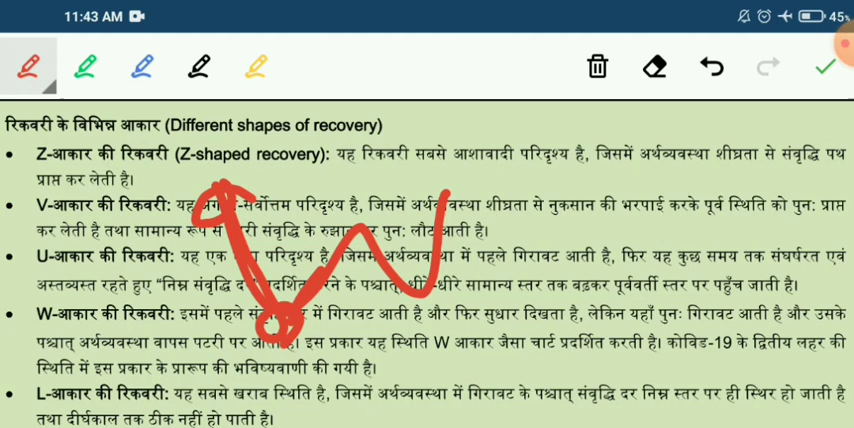 11:43 AM
45%
रिकवरी के विभिन्न आकार (Different shapes of recovery)
• Z-आकार की रिकवरी (Z-shaped recovery): यह रिकवरी सबसे आशावादी परिदृश्य है, जिसमें अर्थव्यवस्था शीघ्रता से संवृद्धि पथ
प्राप्त कर लेती है।
• V-आकार की रिकवरी: यह परिदृश्य है, जिसमें अर्थव्यवस्था शीघ्रता से नुकसान की भरपाई करके पूर्व स्थिति को पुन: प्राप्त
कर लेती है तथा सामान्य रूप से संवृद्धि के पुन: लौट आती है।
• U-आकार की रिकवरी: यह एक परिदृश्य है जिसमें अर्थव्यवस्था में पहले गिरावट आती है, फिर यह कुछ समय तक संघर्षरत एवं
अस्तव्यस्त रहते हुए “निम्न संवृद्धि के पश्चात् धीरे-धीरे सामान्य स्तर तक बढ़कर पूर्ववर्ती स्तर पर पहुँच जाती है।
• W-आकार की रिकवरी: इसमें पहले में गिरावट आती है और फिर सुधार दिखता है, लेकिन यहाँ पुनः गिरावट आती है और उसके
पश्चात् अर्थव्यवस्था वापस पटरी पर इस प्रकार यह स्थिति W आकार जैसा चार्ट प्रदर्शित करती है। कोविड-19 के द्वितीय लहर की
स्थिति में इस प्रकार के प्रारूप की भविष्यवाणी की गयी है।
• L-आकार की रिकवरी: यह सबसे खराब स्थिति है, जिसमें अर्थव्यवस्था में गिरावट के पश्चात् संवृद्धि दर निम्न स्तर पर ही स्थिर हो जाती है
तथा दीर्घकाल तक ठीक नहीं हो पाती है।